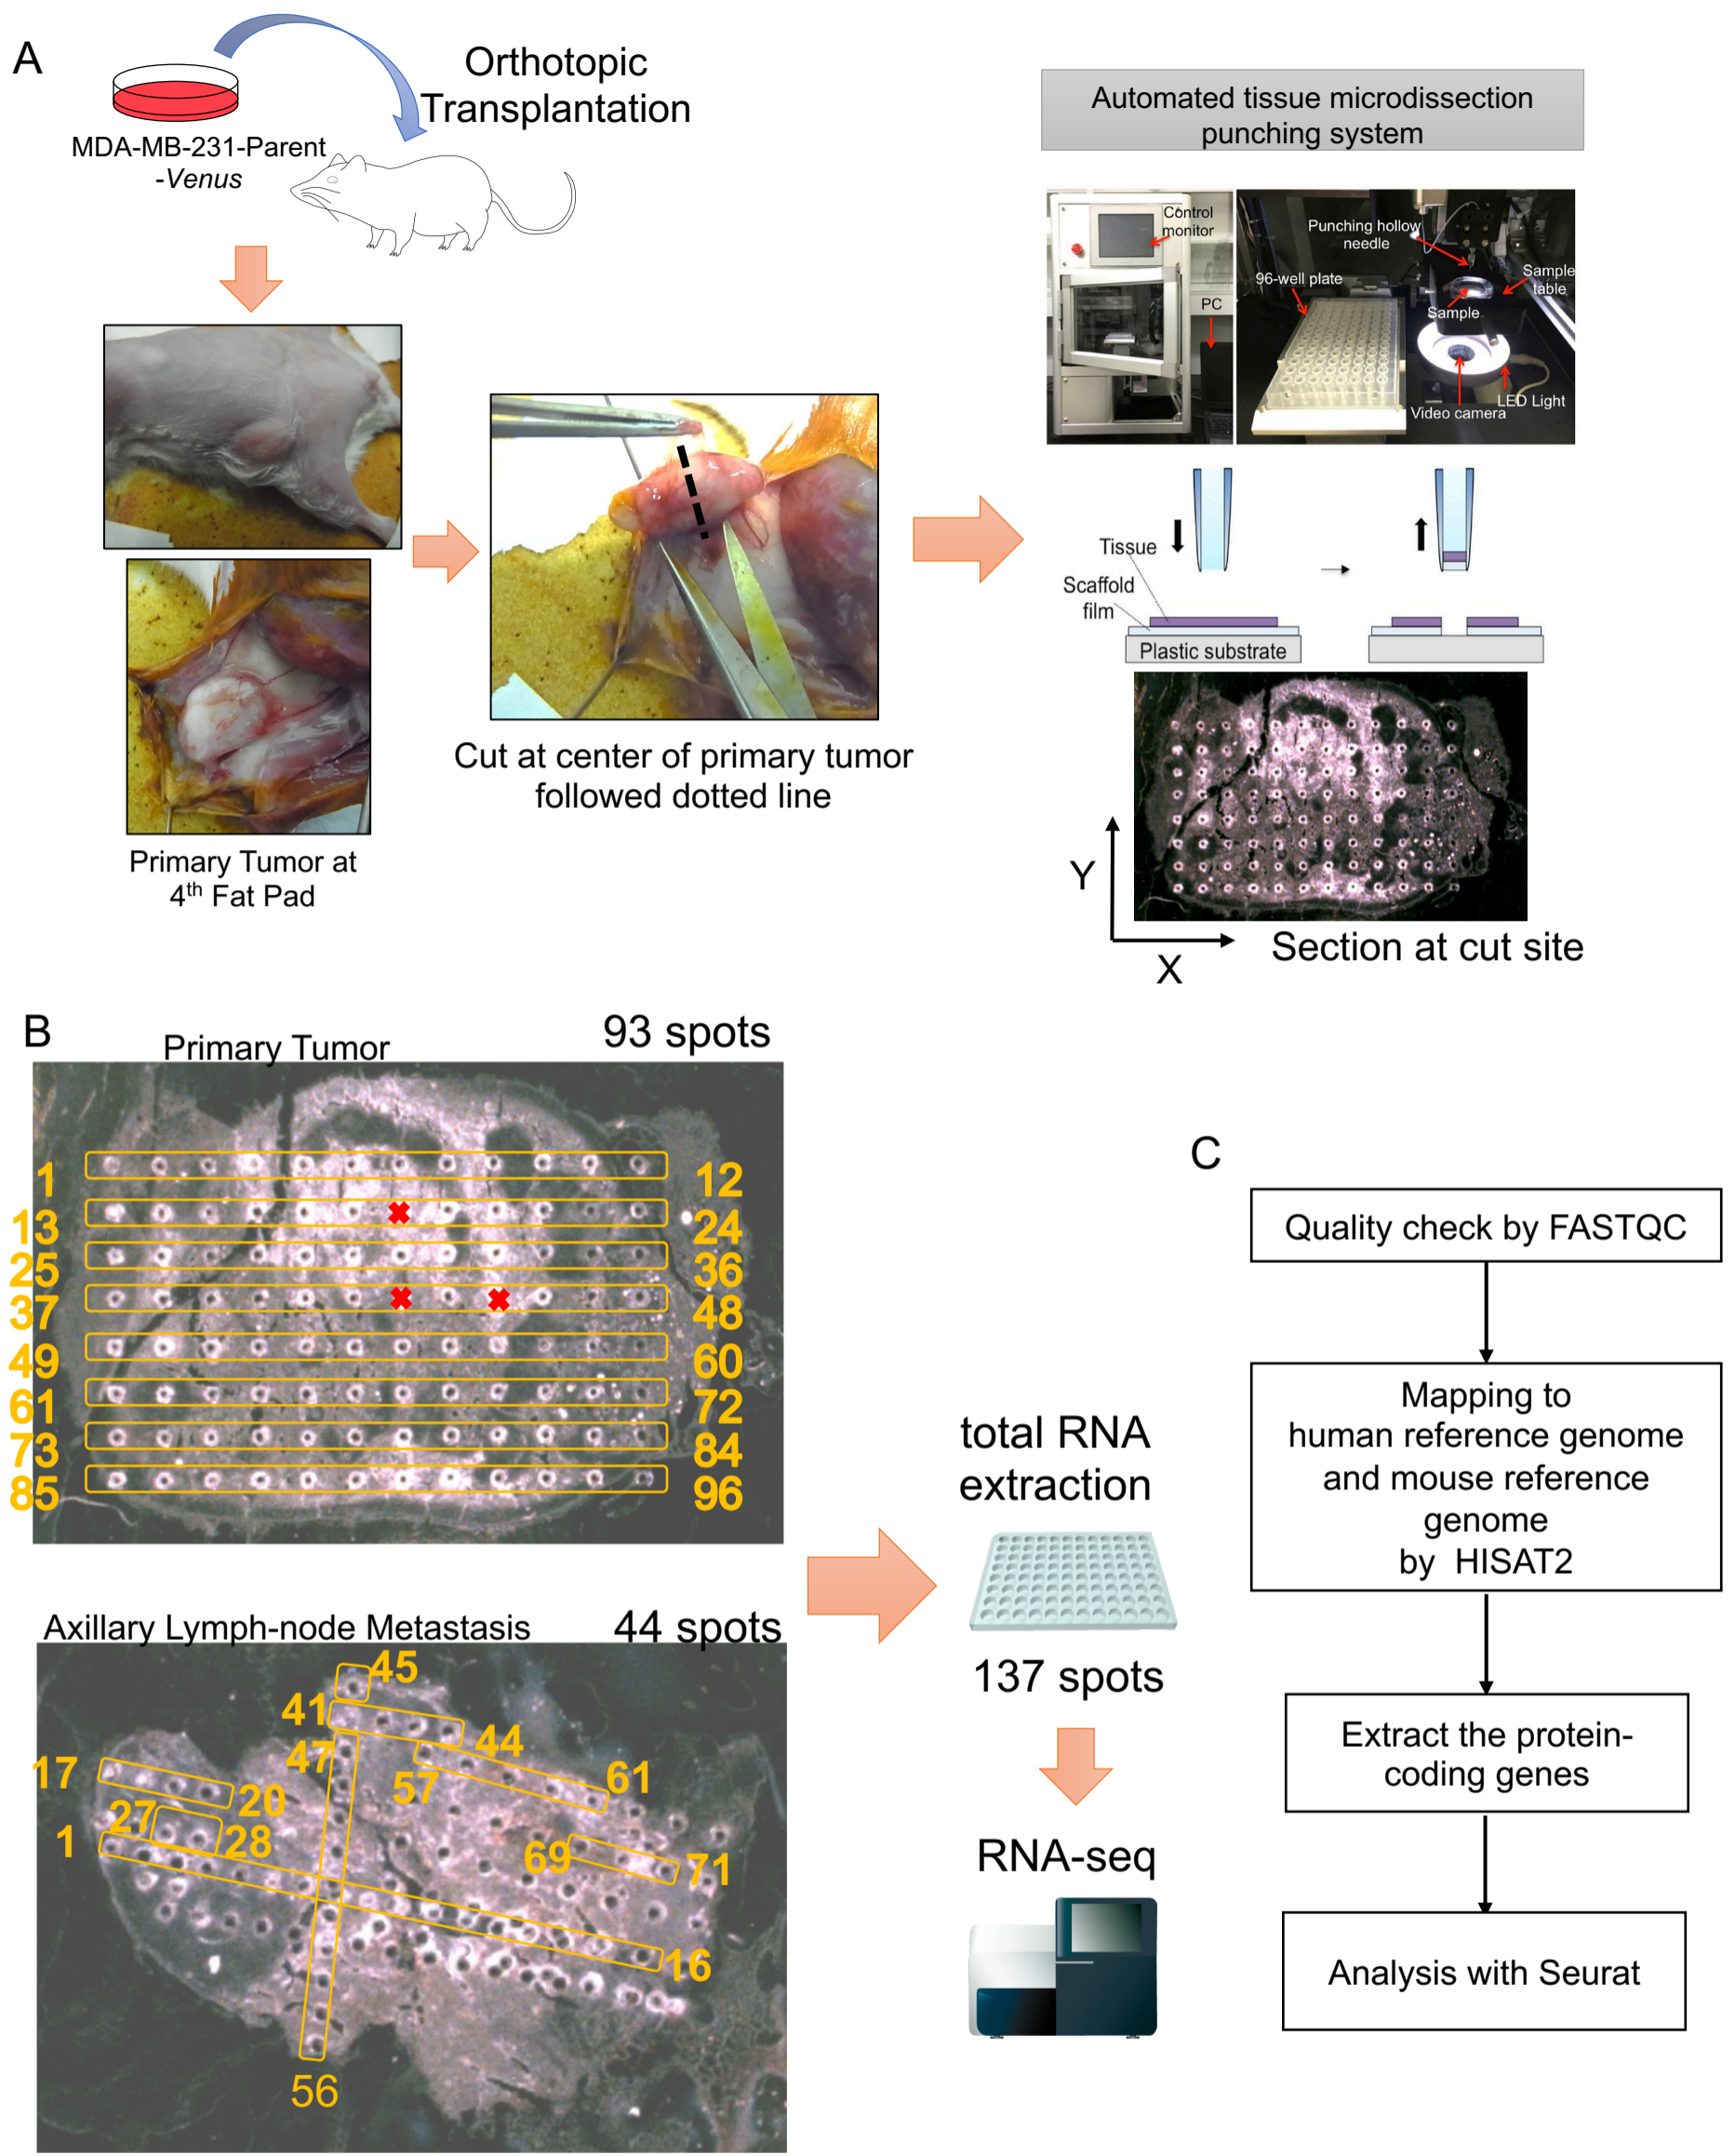 A
Orthotopic
Transplantation
MDA-MB-231-Parent
-Venus
Primary Tumor at
4th Fat Pad
Cut at center of primary tumor
followed dotted line
Automated tissue microdissection
punching system
Control
monitor
PC
Punching hollow
needle
96-well plate
Sample
table
Sample
LED Light
Video camera
Tissue
Scaffold
film
Plastic substrate
Y
X
Section at cut site
B
Primary Tumor
93 spots
1
12
13
24
25
36
37
48
49
60
61
72
73
84
85
96
Axillary Lymph-node Metastasis
44 spots
45
41
44
47
17
57
61
20
27
28
1
69
71
16
56
total RNA
extraction
137 spots
RNA-seq
C
Quality check by FASTQC
Mapping to
human reference genome
and mouse reference
genome
by HISAT2
Extract the protein-
coding genes
Analysis with Seurat